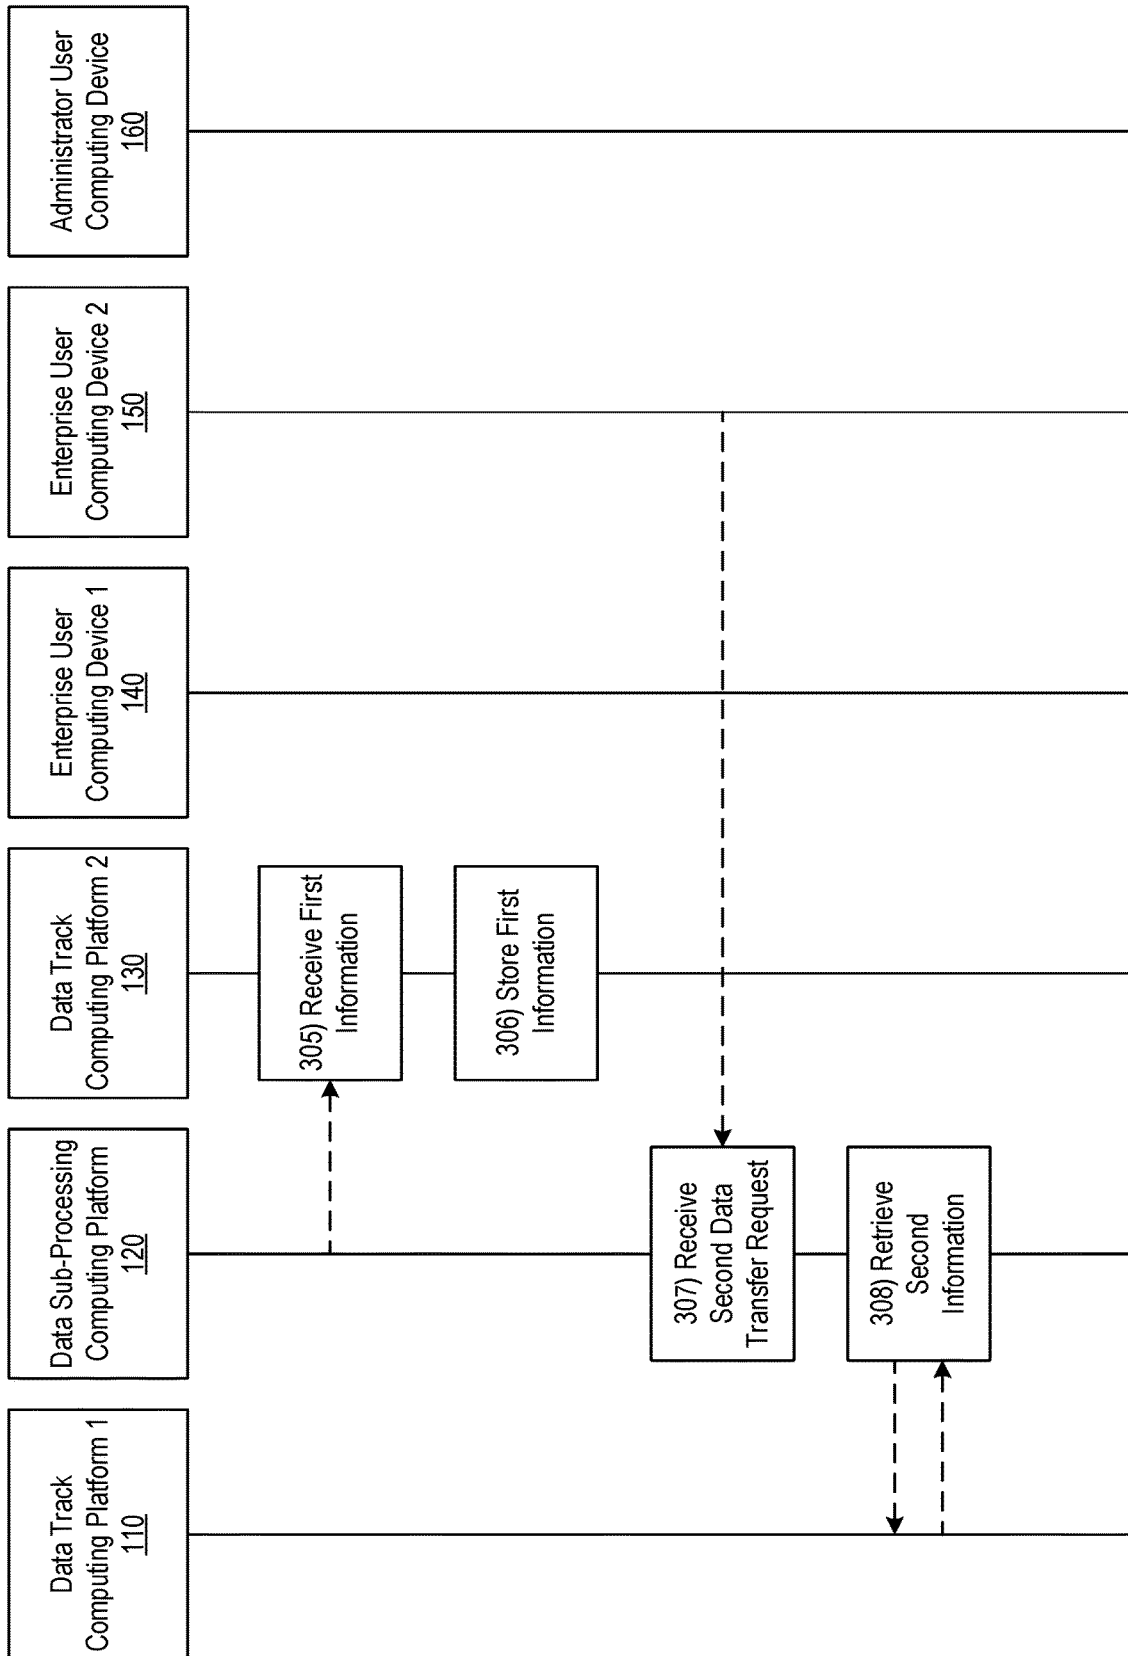 Data Track
Computing Platform 1
110
Data Sub-Processing
Computing Platform
120
Data Track
Computing Platform 2
130
Enterprise User
Computing Device 1
140
Enterprise User
Computing Device 2
150
Administrator User
Computing Device
160
305) Receive First
Information
306) Store First
Information
307) Receive
Second Data
Transfer Request
308) Retrieve
Second
Information